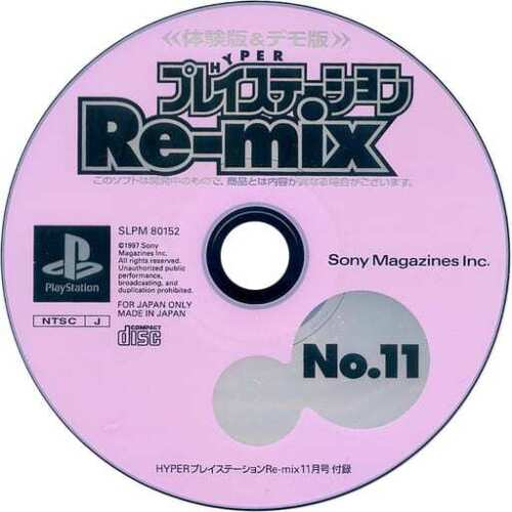 ≪体験版&デモ版≫
HYPER
プレイステーション
Re-mix
このソフトは開発中のもので、商品とは内容が異なる場合がございます。
SLPM 80152
©1997 Sony
Magazines Inc.
All rights reserved.
Unauthorized public
performance,
broadcasting, and
duplication prohibited.
PlayStation
FOR JAPAN ONLY
MADE IN JAPAN
NTSC J
COMPACT
disc
Sony Magazines Inc.
No.11
HYPERプレイステーションRe-mix11月号 付録